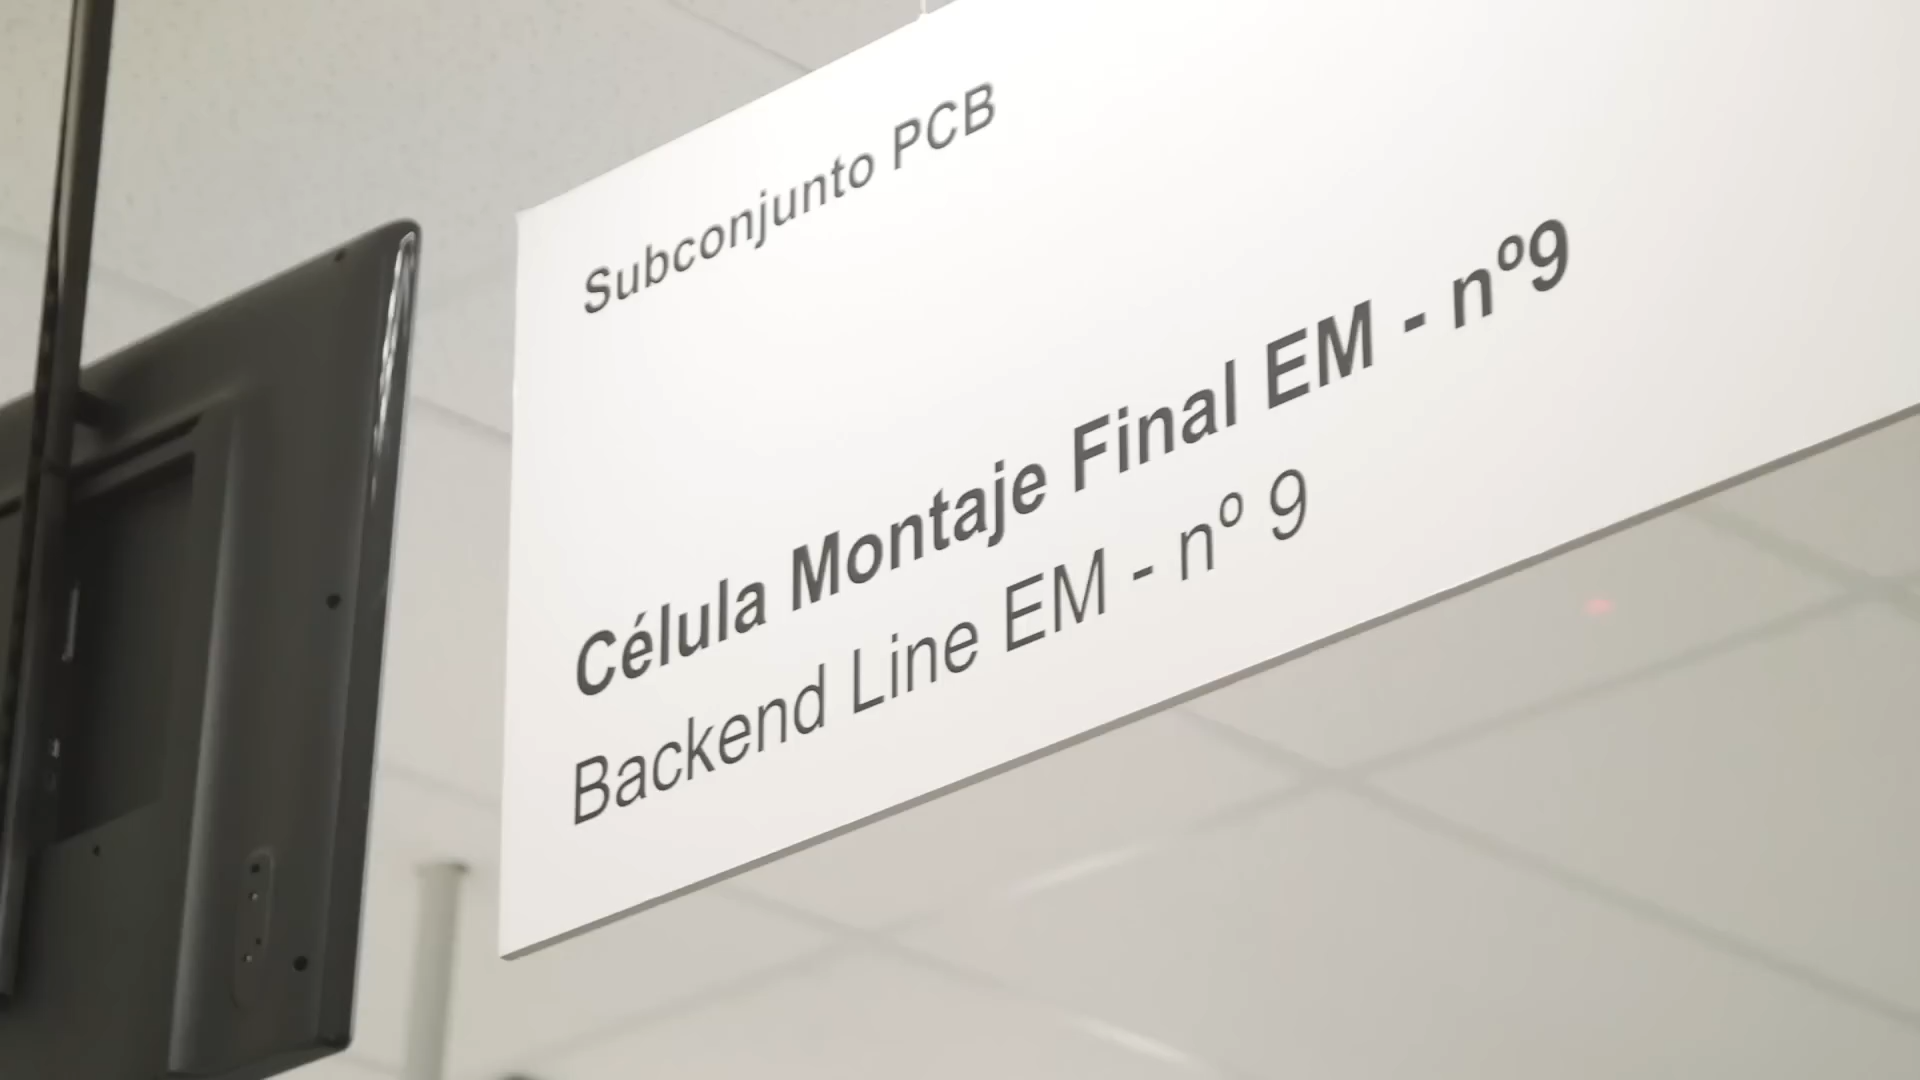 Subconjunto PCB
Célula Montaje Final EM - nº9
Backend Line EM - nº 9